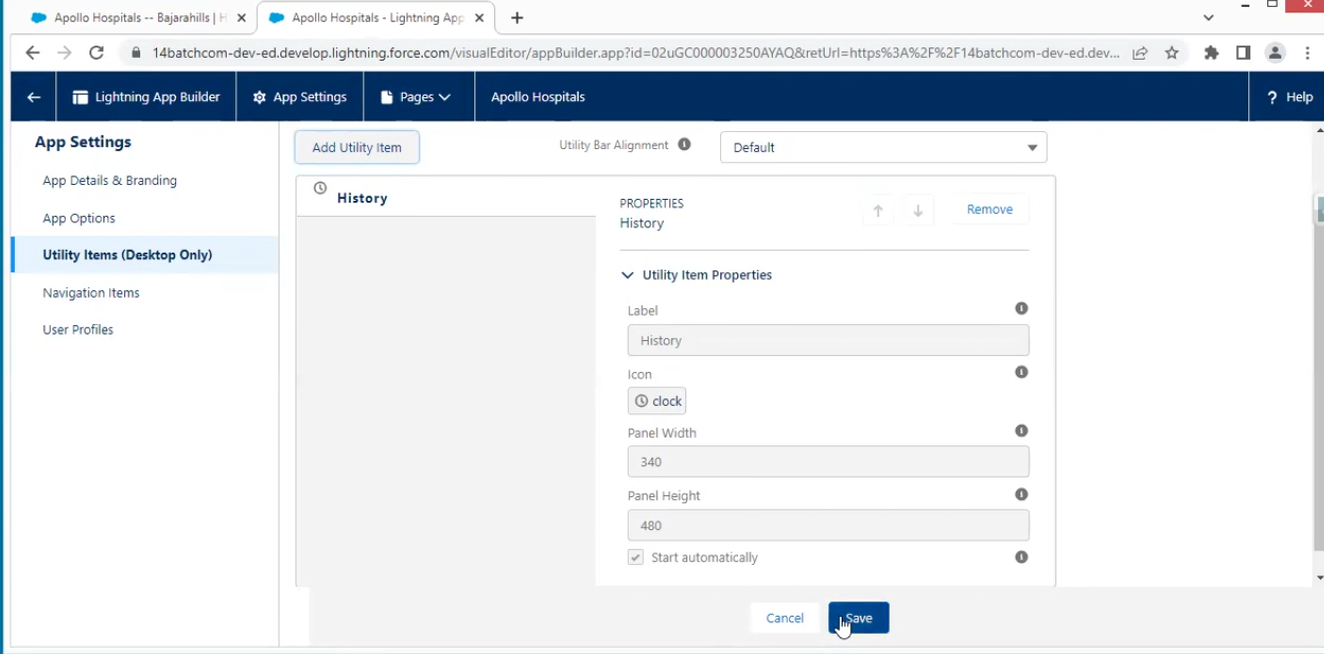 Apollo Hospitals -- Bajarahills | H
Apollo Hospitals - Lightning App
14batchcom-dev-ed.develop.lightning.force.com/visualEditor/appBuilder.app?id=02uGC000003250AYAQ&retUrl=https%3A%2F%2F14batchcom-dev-ed.dev...
Lightning App Builder
App Settings
Pages
Apollo Hospitals
? Help
App Settings
App Details & Branding
App Options
Utility Items (Desktop Only)
Navigation Items
User Profiles
Add Utility Item
Utility Bar Alignment
Default
History
PROPERTIES
History
Remove
Utility Item Properties
Label
History
Icon
clock
Panel Width
340
Panel Height
480
Start automatically
Cancel
Save